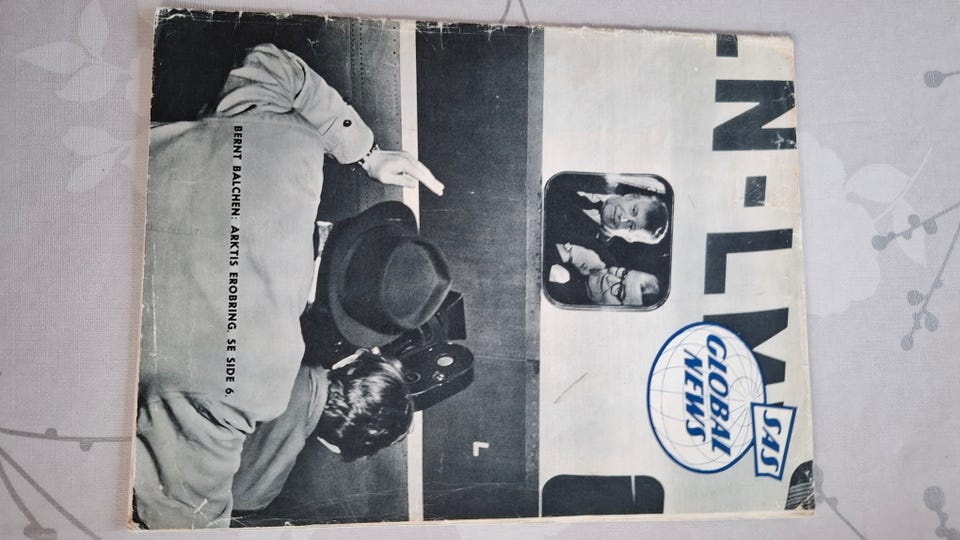 N-L
SAS
GLOBAL
NEWS
L
BERNT BALCHEN: ARKTIS EROBRING, SE SIDE 6.